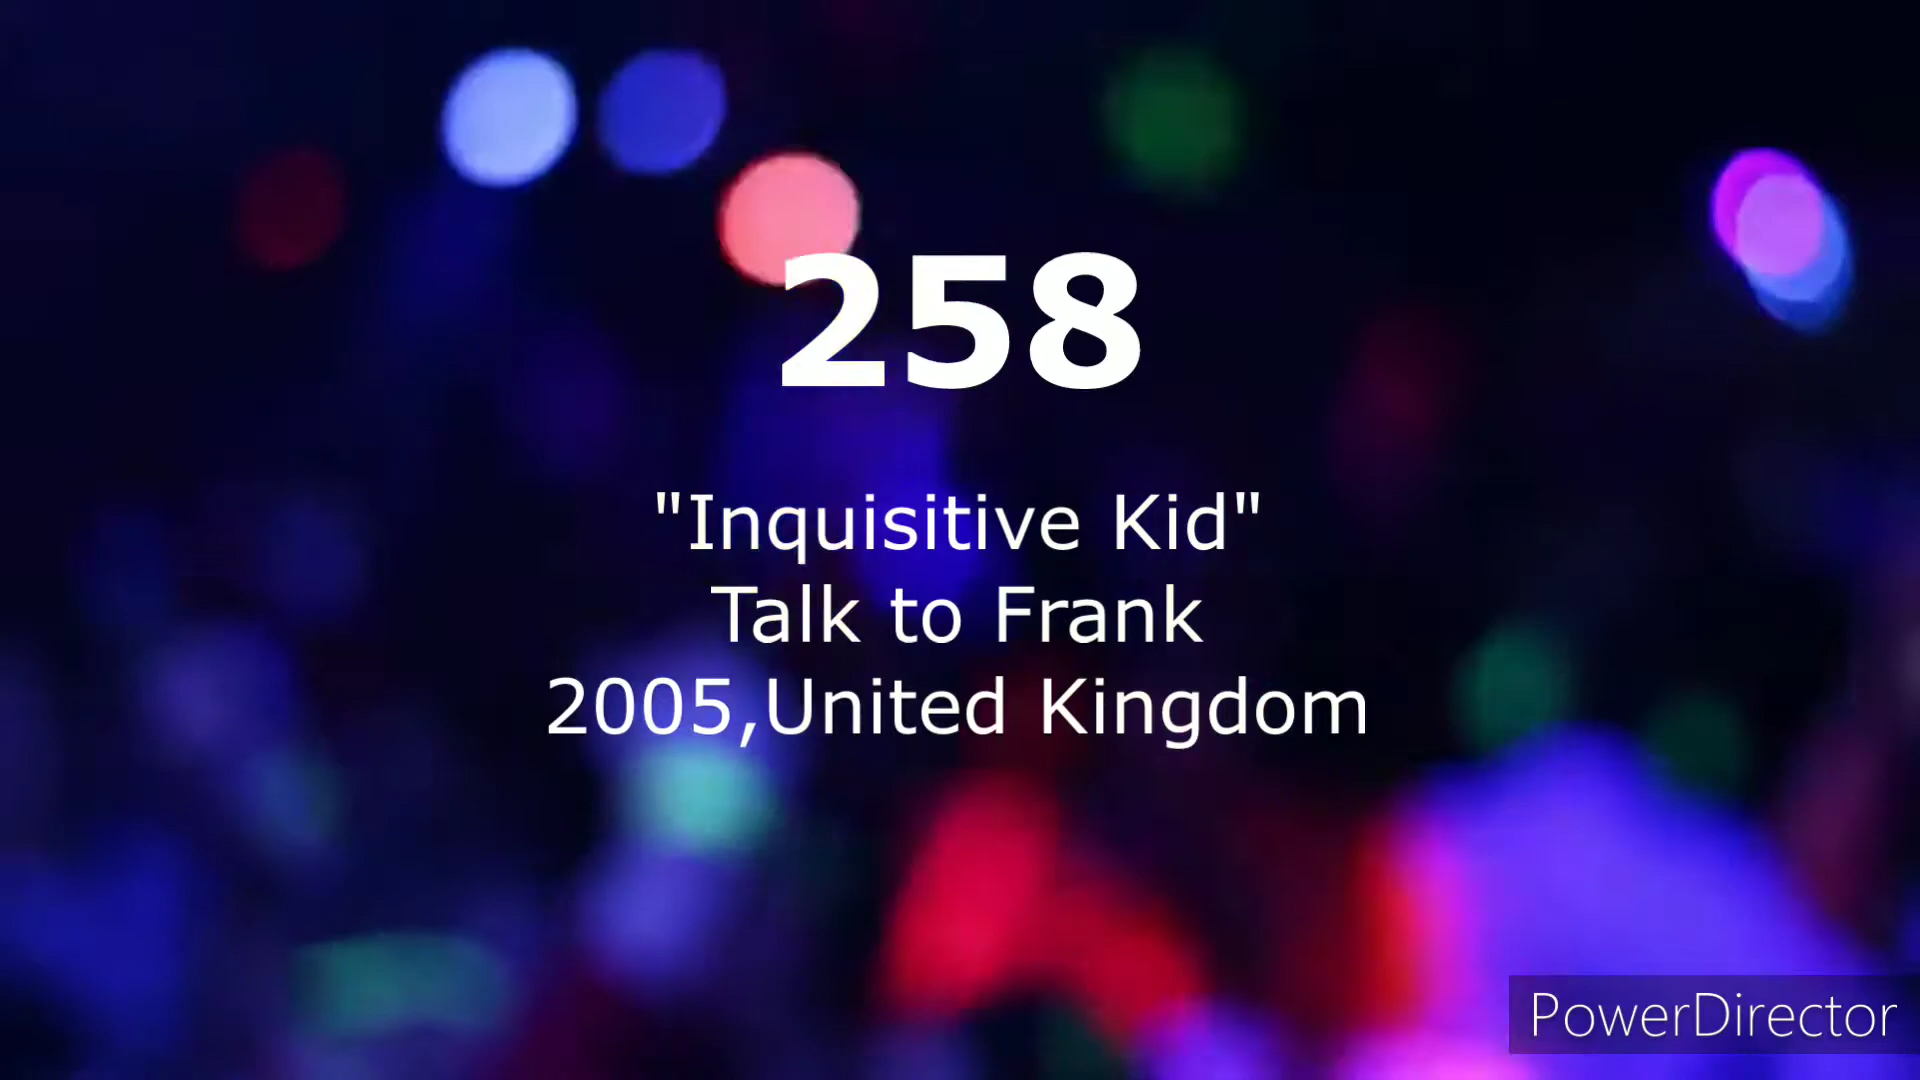 258
"Inquisitive Kid"
Talk to Frank
2005,United Kingdom
PowerDirector